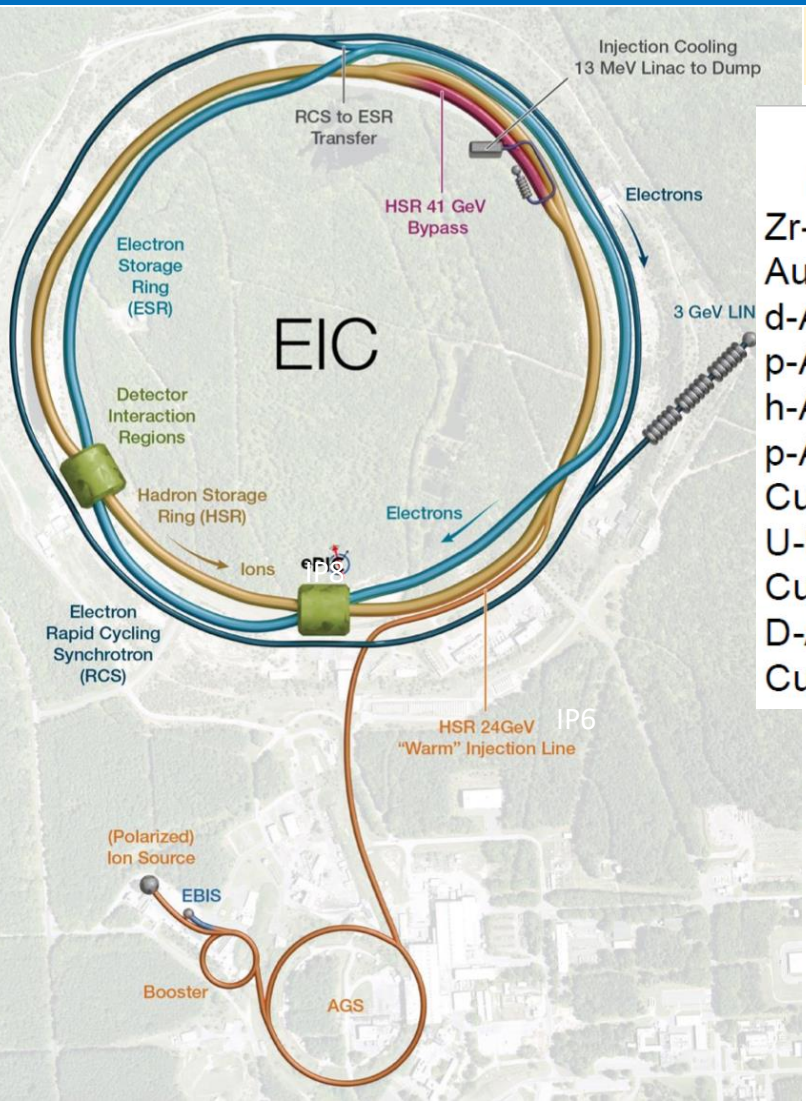 Injection Cooling
13 MeV Linac to Dump
RCS to ESR
Transfer
HSR 41 GeV
Bypass
Electrons
Electron
Storage
Ring
(ESR)
EIC
3 GeV LIN
Zr-
Au
d-A
p-A
h-A
p-A
Cu
U-
Cu
D-A
Cu
Detector
Interaction
Regions
Hadron Storage
Ring (HSR)
Ions
Electrons
IP8
Electron
Rapid Cycling
Synchrotron
(RCS)
IP6
HSR 24GeV
“Warm” Injection Line
(Polarized)
Ion Source
EBIS
Booster
AGS